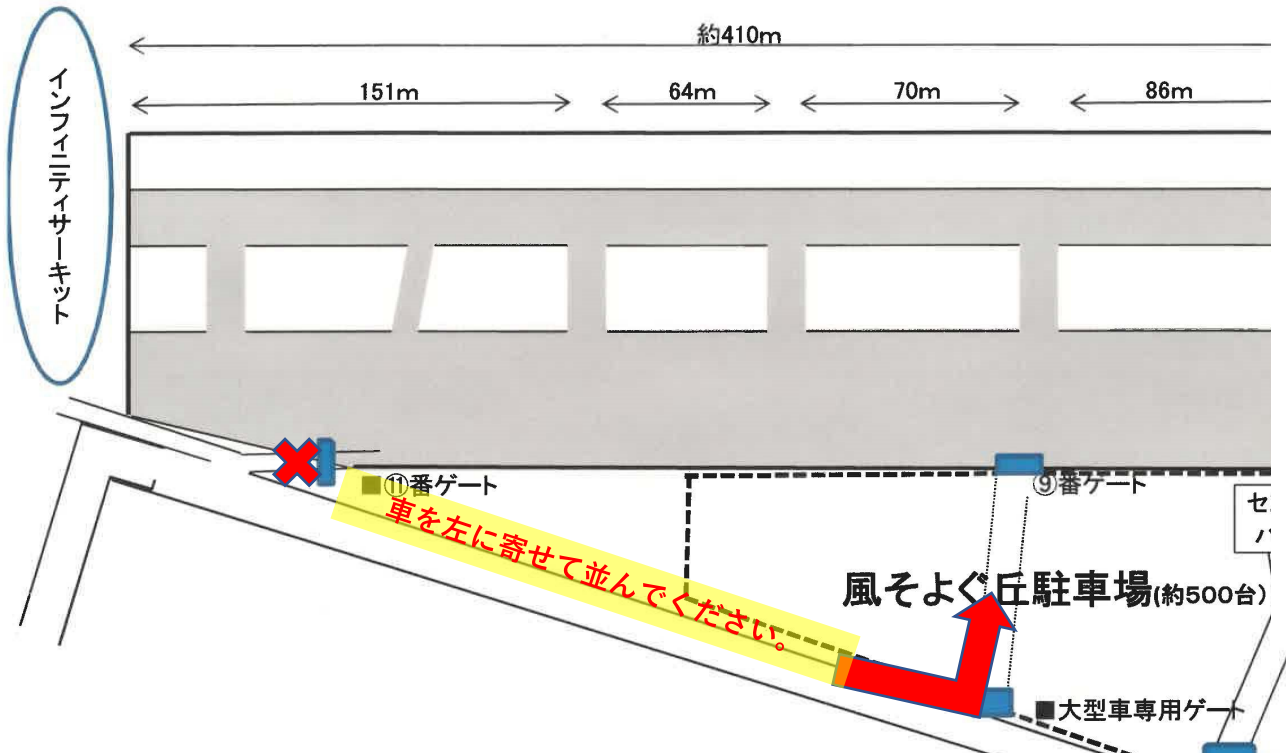 約410m
151m
64m
70m
86m
インフィニティサーキット
■⑪番ゲート
⑨番ゲート
車を左に寄せて並んでください。
風そよぐ丘駐車場(約500台)
■大型車専用ゲート